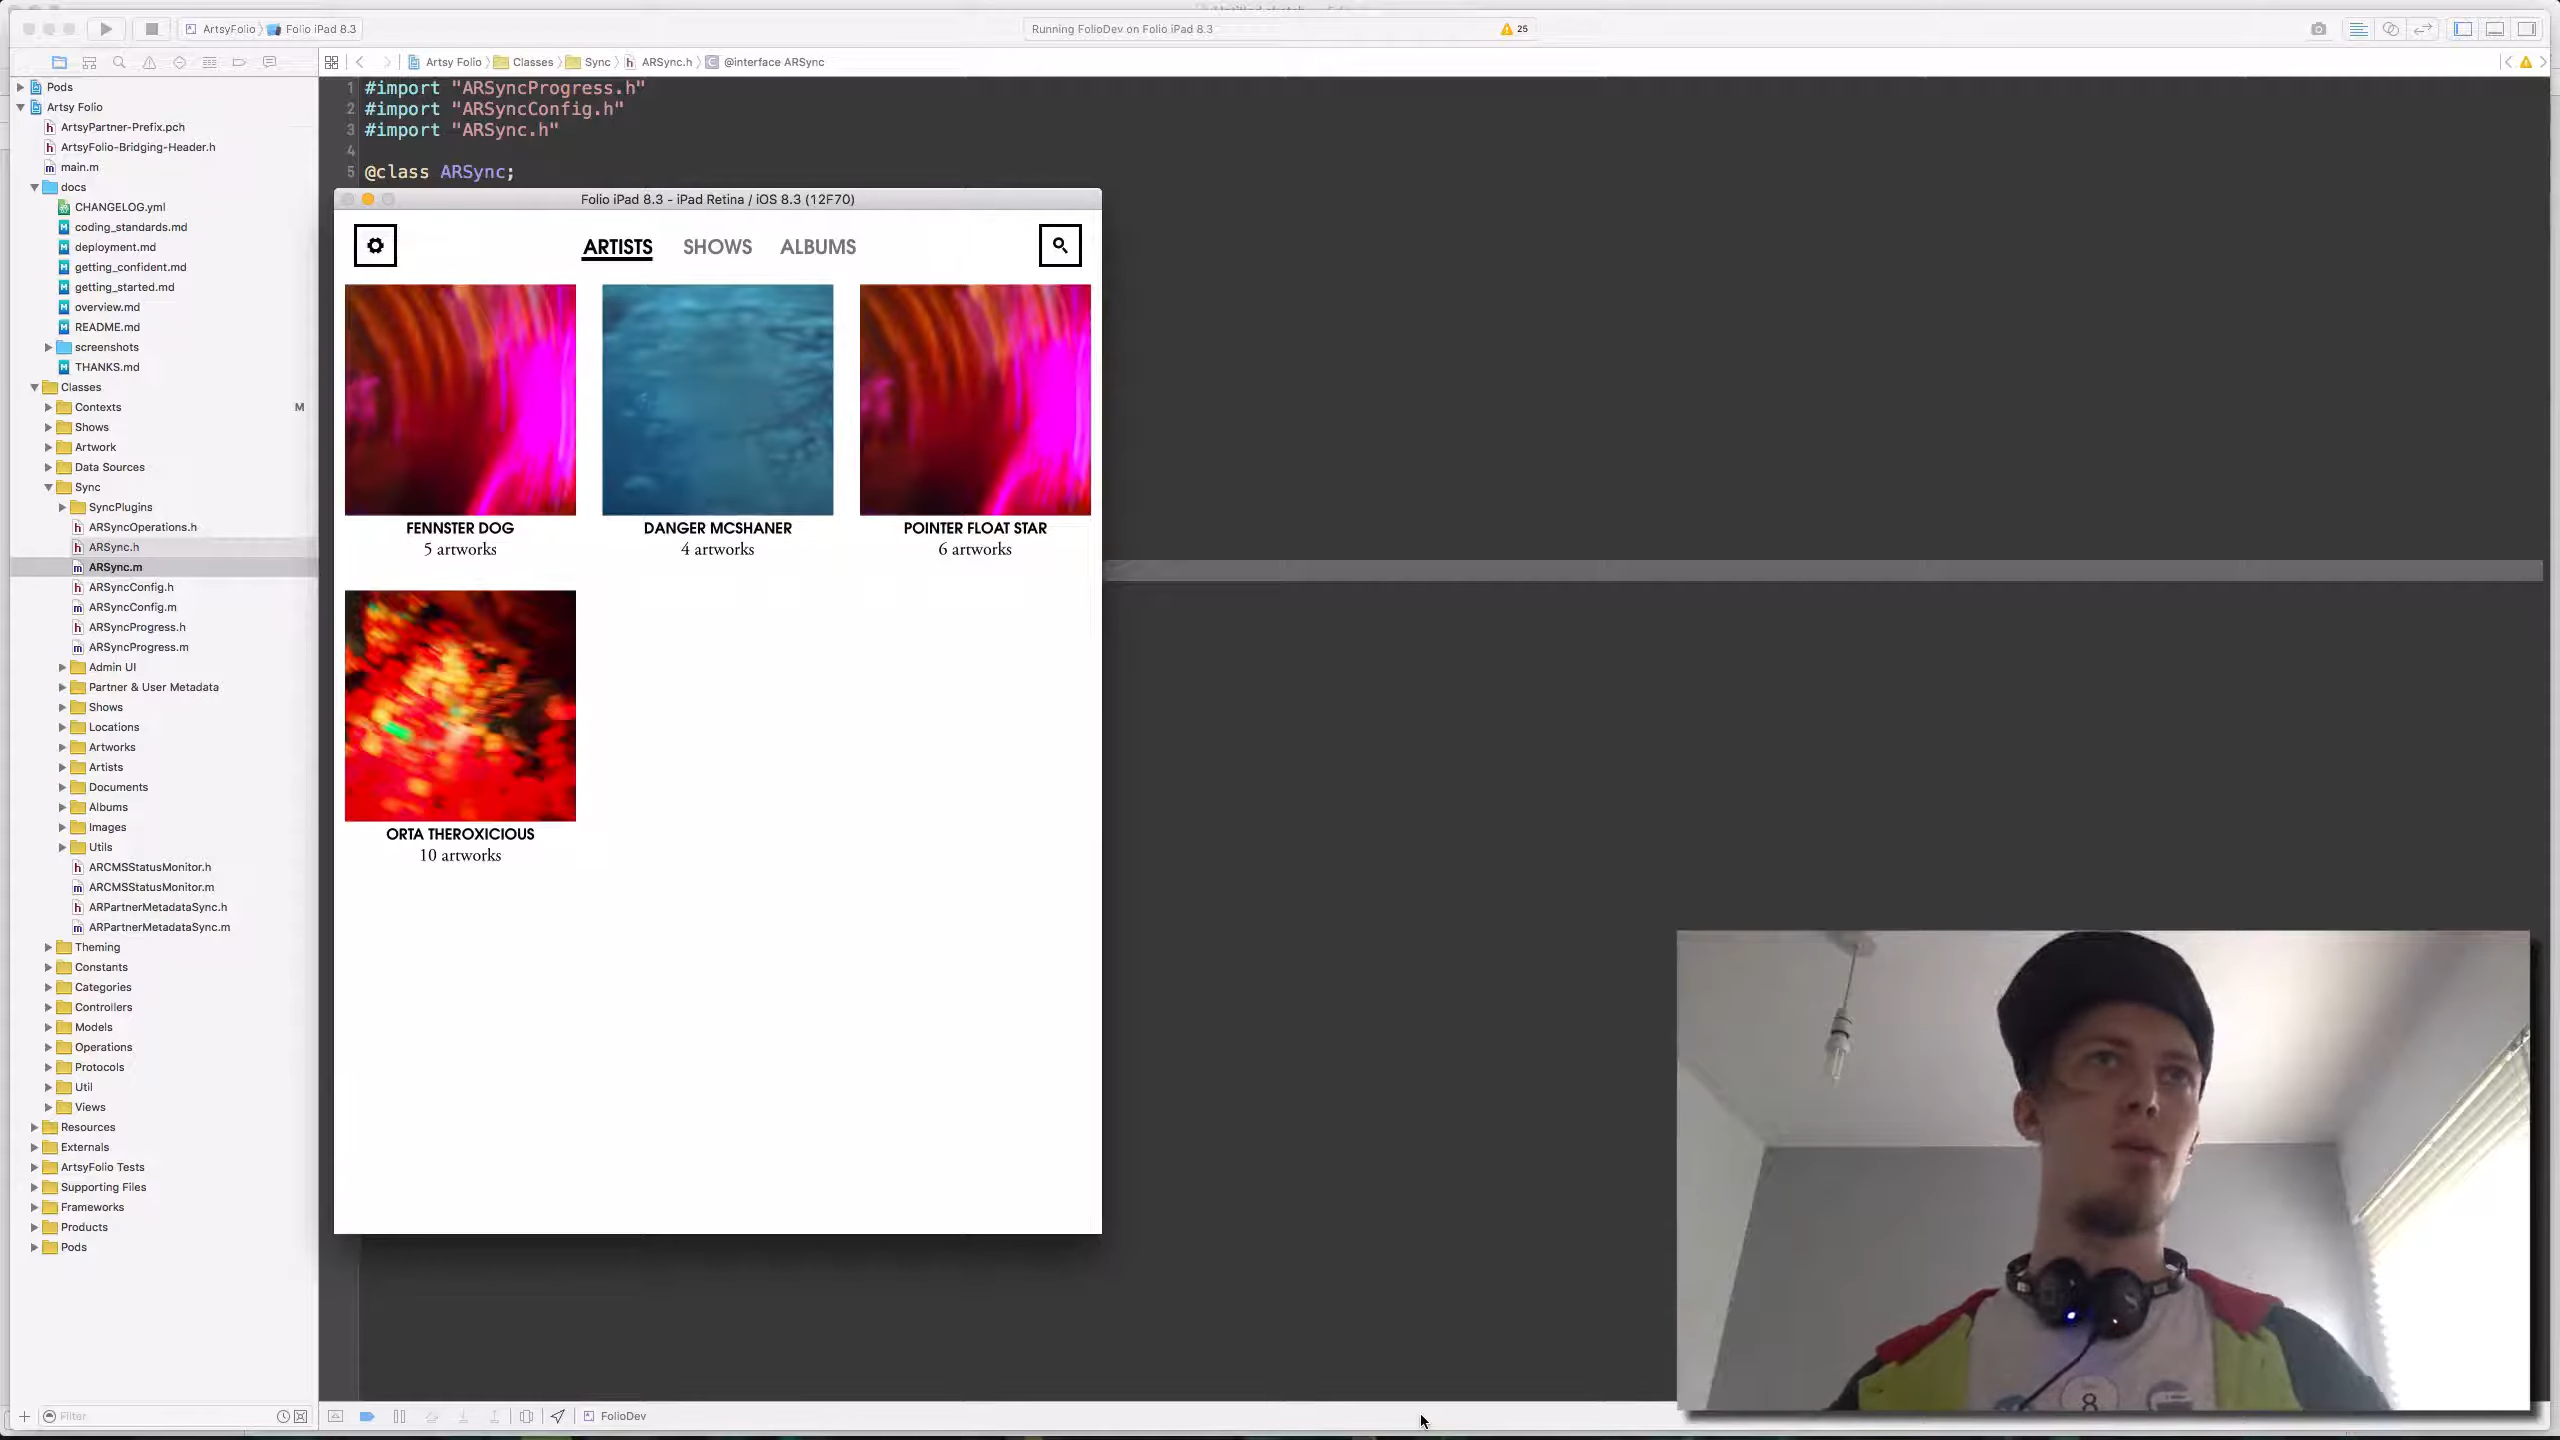 ArtsyFolio
Folio iPad 8.3
Running FolioDev on Folio iPad 8.3
25
Artsy Folio
Classes
Sync
ARSync.h
@interface ARSync
Pods
Artsy Folio
ArtsyPartner-Prefix.pch
ArtsyFolio-Bridging-Header.h
main.m
docs
CHANGELOG.yml
coding_standards.md
deployment.md
getting_confident.md
getting_started.md
overview.md
README.md
screenshots
THANKS.md
Classes
Contexts M
Shows
Artwork
Data Sources
Sync
SyncPlugins
ARSyncOperations.h
ARSync.h
ARSync.m
ARSyncConfig.h
ARSyncConfig.m
ARSyncProgress.h
ARSyncProgress.m
Admin UI
Partner & User Metadata
Shows
Locations
Artworks
Artists
Documents
Albums
Images
Utils
ARCMSStatusMonitor.h
ARCMSStatusMonitor.m
ARPartnerMetadataSync.h
ARPartnerMetadataSync.m
Theming
Constants
Categories
Controllers
Models
Operations
Protocols
Util
Views
Resources
Externals
ArtsyFolio Tests
Supporting Files
Frameworks
Products
Pods
Filter
1 #import "ARSyncProgress.h"
2 #import "ARSyncConfig.h"
3 #import "ARSync.h"
4
5 @class ARSync;
Folio iPad 8.3 - iPad Retina / iOS 8.3 (12F70)
ARTISTS SHOWS ALBUMS
FENNSTER DOG
5 artworks
DANGER MCSHANER
4 artworks
POINTER FLOAT STAR
6 artworks
ORTA THEROXICIOUS
10 artworks
FolioDev
8